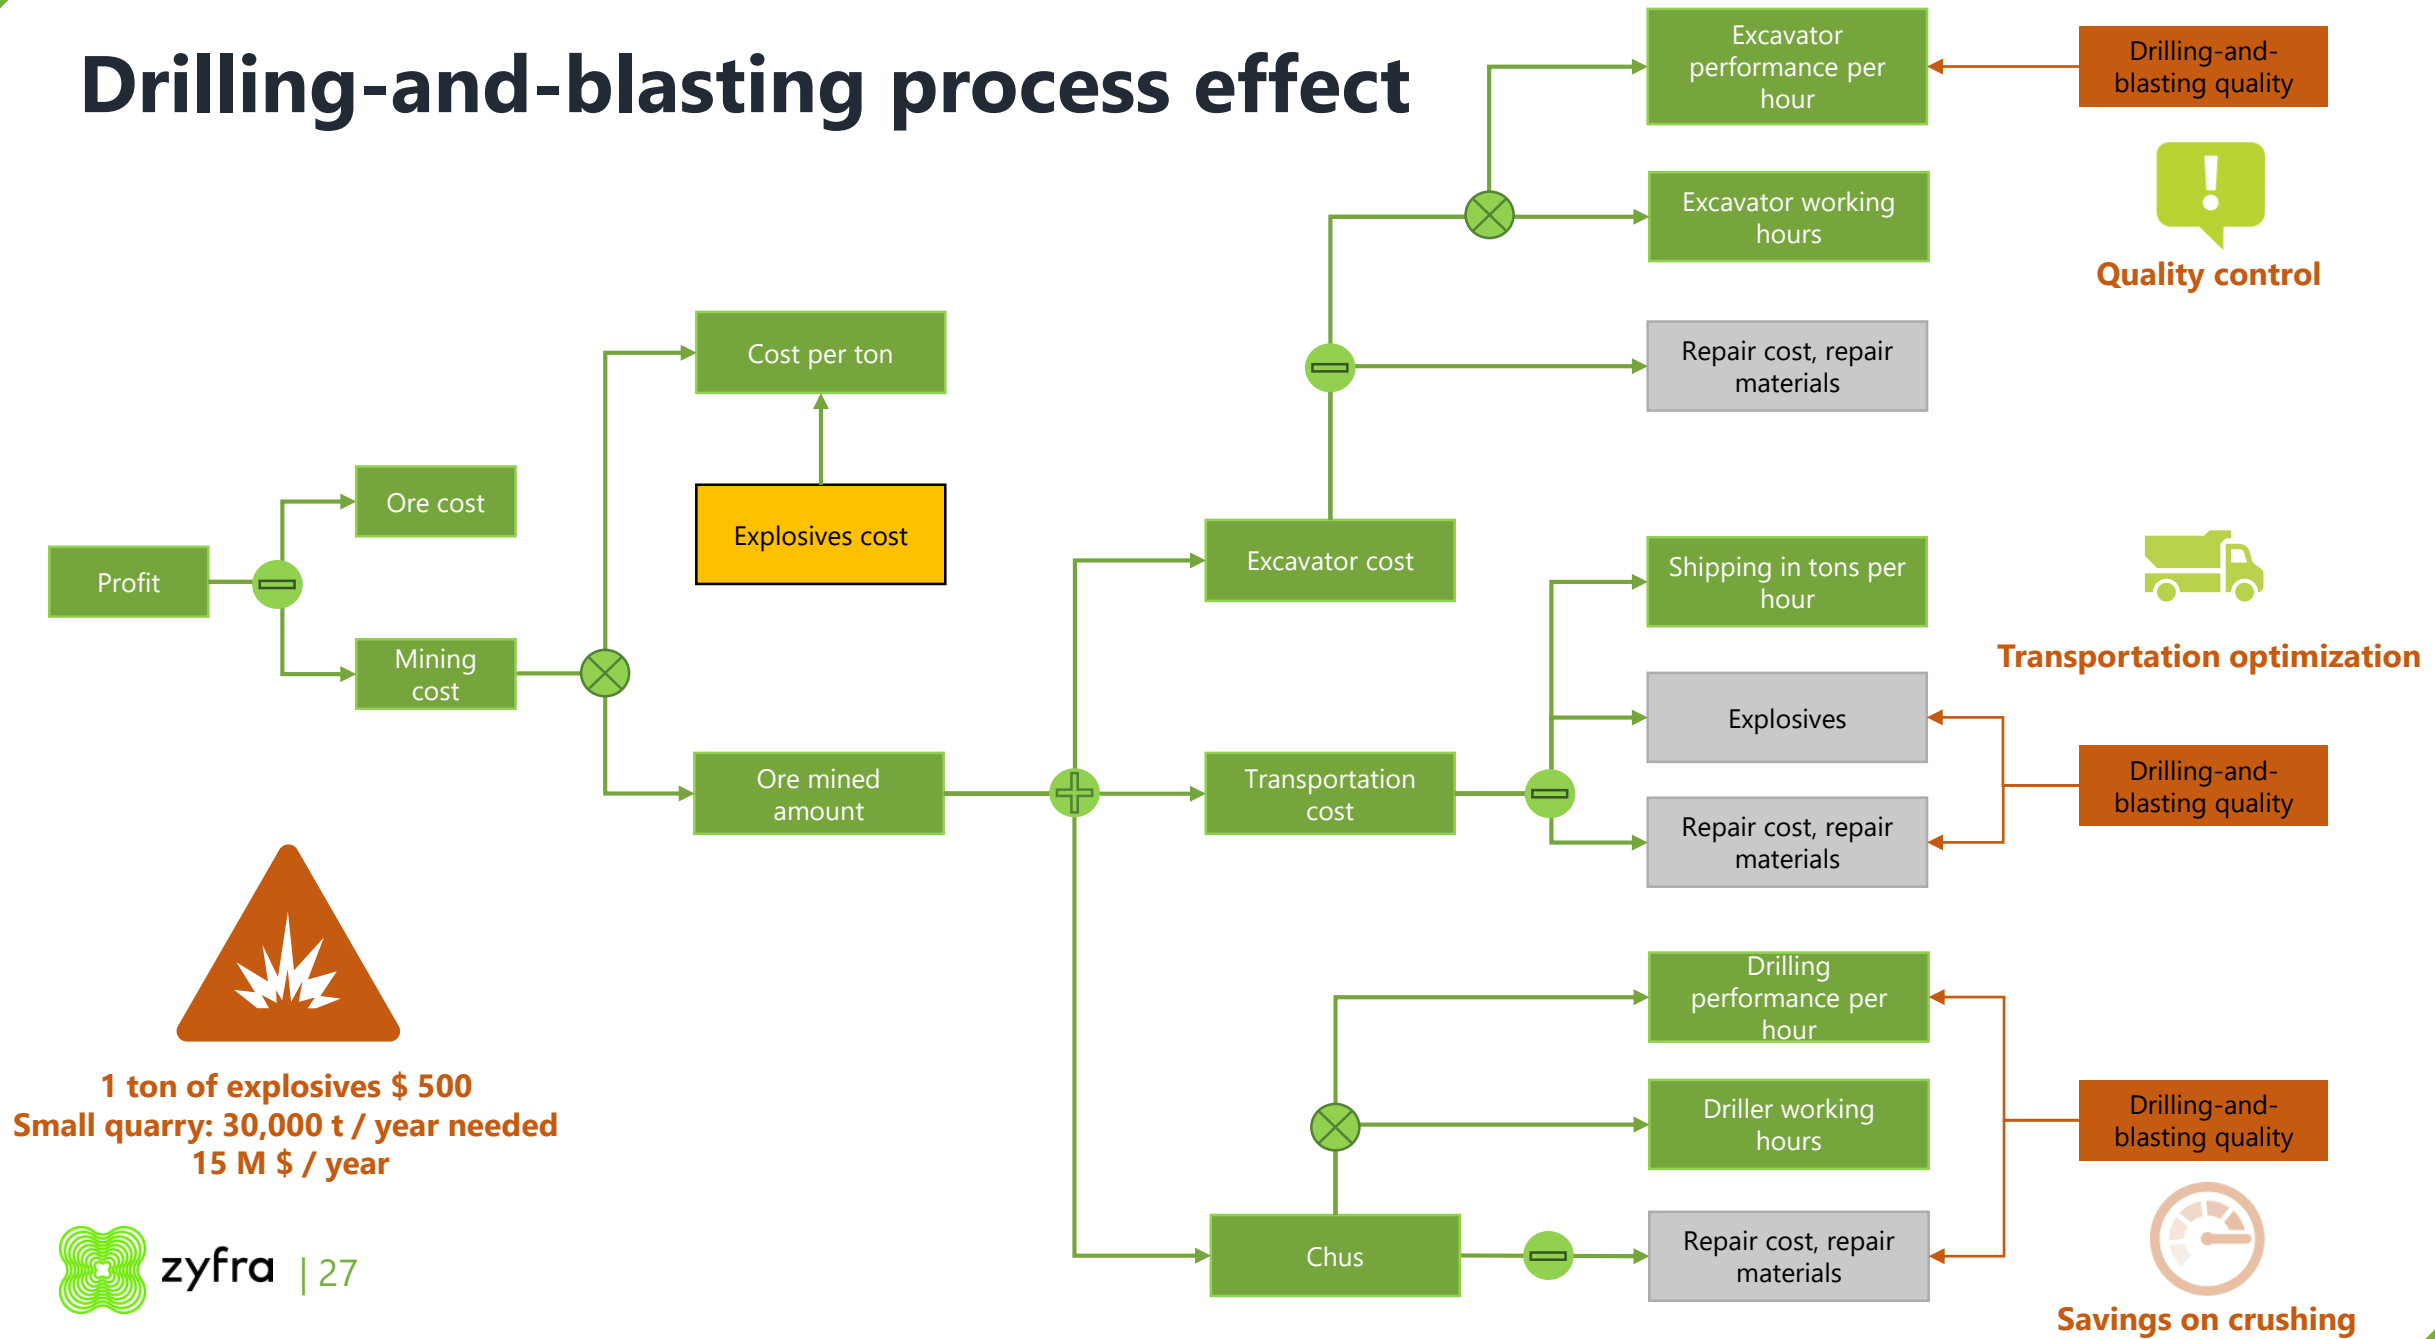 Drilling-and-blasting process effect
Excavator
performance per
hour
Drilling-and-
blasting quality
Excavator working
hours
Quality control
Repair cost, repair
materials
Cost per ton
Explosives cost
Ore cost
Profit
Mining
cost
Excavator cost
Shipping in tons per
hour
Transportation optimization
Explosives
Ore mined
amount
Transportation
cost
Drilling-and-
blasting quality
Repair cost, repair
materials
Drilling
performance per
hour
1 ton of explosives $ 500
Small quarry: 30,000 t / year needed
15 M $ / year
Driller working
hours
Drilling-and-
blasting quality
Chus
Repair cost, repair
materials
Savings on crushing
zyfra | 27